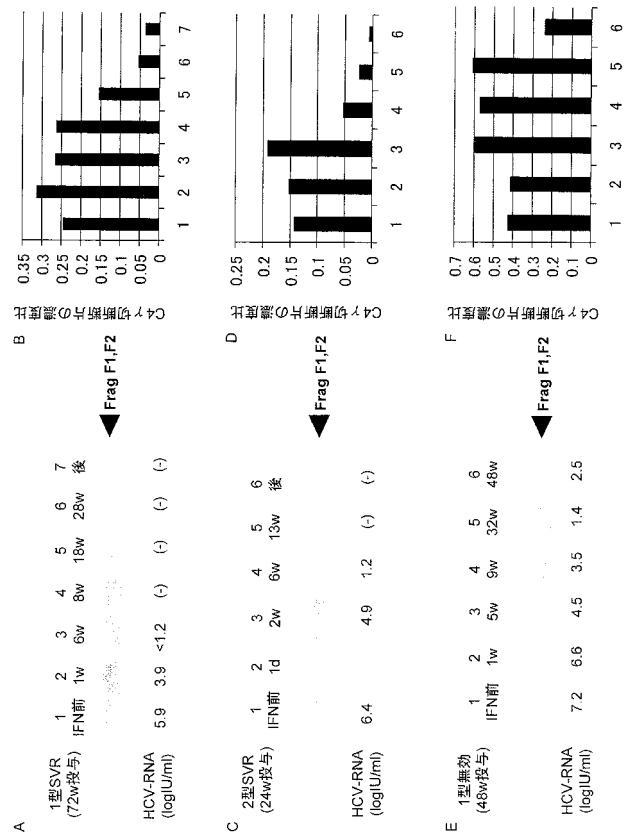 A
1型SVR
(72w投与)
1 2 3 4 5 6 7
IFN前 1w 6w 8w 18w 28w 後
Frag F1,F2
HCV-RNA
(logIU/ml)
5.9 3.9 <1.2 (-) (-) (-) (-)
B
C4γ切断断片の濃度比
0.35
0.3
0.25
0.2
0.15
0.1
0.05
0
1 2 3 4 5 6 7
C
2型SVR
(24w投与)
1 2 3 4 5 6
IFN前 1d 2w 6w 13w 後
Frag F1,F2
HCV-RNA
(logIU/ml)
6.4 4.9 1.2 (-) (-)
D
C4γ切断断片の濃度比
0.25
0.2
0.15
0.1
0.05
0
1 2 3 4 5 6
E
1型無効
(48w投与)
1 2 3 4 5 6
IFN前 1w 5w 9w 32w 48w
Frag F1,F2
HCV-RNA
(logIU/ml)
7.2 6.6 4.5 3.5 1.4 2.5
F
C4γ切断断片の濃度比
0.7
0.6
0.5
0.4
0.3
0.2
0.1
0
1 2 3 4 5 6